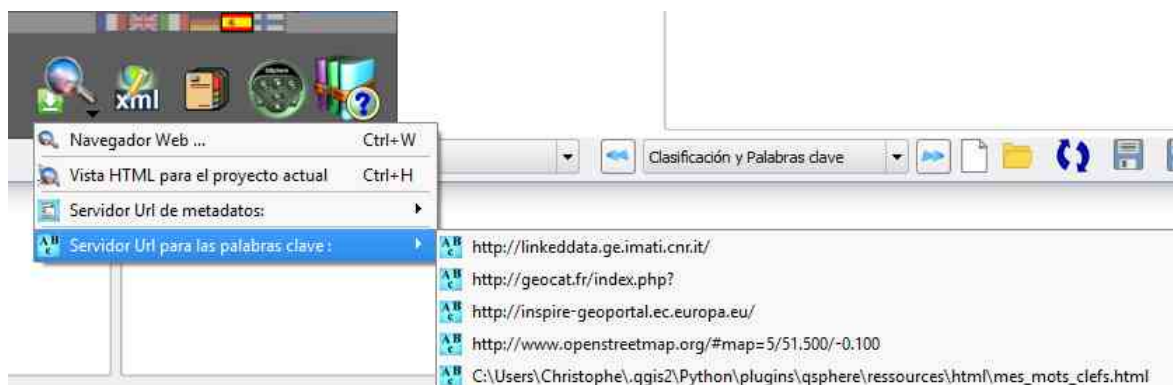 xml
Navegador Web ... Ctrl+W
Clasificación y Palabras clave
Vista HTML para el proyecto actual Ctrl+H
Servidor Url de metadatos:
Servidor Url para las palabras clave :
http://linkeddata.ge.imati.cnr.it/
http://geocat.fr/index.php?
http://inspire-geoportal.ec.europa.eu/
http://www.openstreetmap.org/#map=5/51.500/-0.100
C:\Users\Christophe\.qgis2\Python\plugins\qsphere\ressources\html\mes_mots_clefs.html